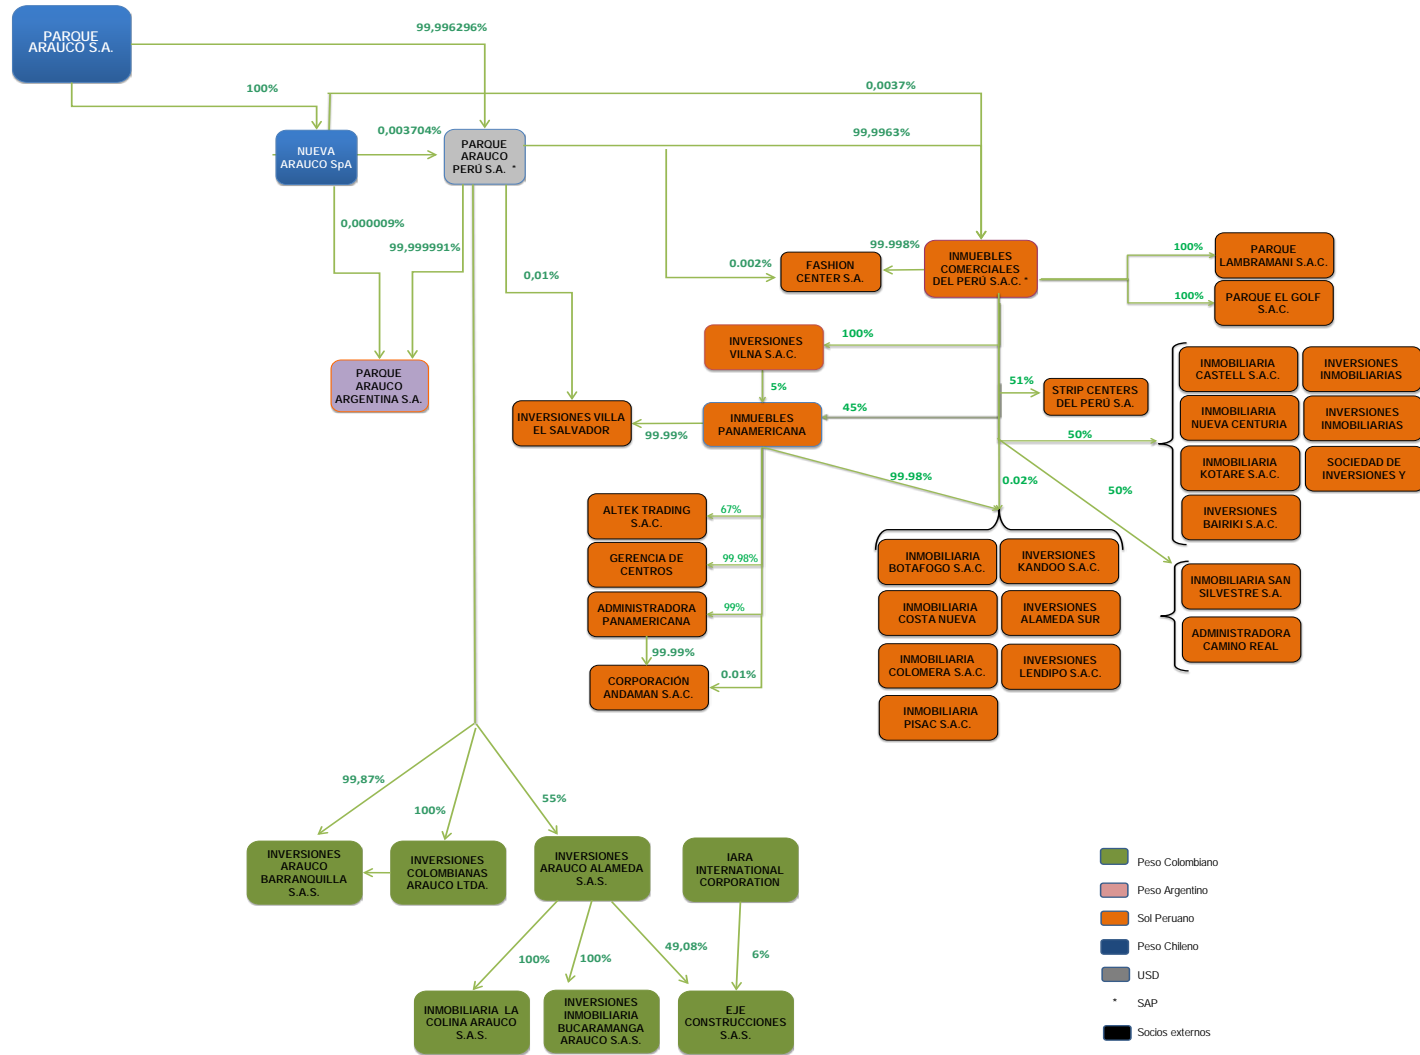 PARQUE
ARAUCO S.A.
99,996296%
100%
0,0037%
NUEVA
ARAUCO SpA
0,003704%
PARQUE
ARAUCO
PERÚ S.A. *
99,9963%
0,000009%
99,999991%
0,01%
0.002%
FASHION
CENTER S.A.
99.998%
INMUEBLES
COMERCIALES
DEL PERÚ S.A.C. *
100%
PARQUE
LAMBRAMANI S.A.C.
100%
PARQUE EL GOLF
S.A.C.
PARQUE
ARAUCO
ARGENTINA S.A.
INVERSIONES
VILNA S.A.C.
100%
5%
INVERSIONES VILLA
EL SALVADOR
99.99%
INMUEBLES
PANAMERICANA
45%
51%
STRIP CENTERS
DEL PERÚ S.A.
50%
INMOBILIARIA
CASTELL S.A.C.
INVERSIONES
INMOBILIARIAS
INMOBILIARIA
NUEVA CENTURIA
INVERSIONES
INMOBILIARIAS
INMOBILIARIA
KOTARE S.A.C.
SOCIEDAD DE
INVERSIONES Y
INVERSIONES
BAIRIKI S.A.C.
99.98%
0.02%
50%
ALTEK TRADING
S.A.C.
67%
GERENCIA DE
CENTROS
99.98%
ADMINISTRADORA
PANAMERICANA
99%
99.99%
CORPORACIÓN
ANDAMAN S.A.C.
0.01%
INMOBILIARIA
BOTAFOGO S.A.C.
INVERSIONES
KANDOO S.A.C.
INMOBILIARIA
COSTA NUEVA
INVERSIONES
ALAMEDA SUR
INMOBILIARIA
COLOMERA S.A.C.
INVERSIONES
LENDIPO S.A.C.
INMOBILIARIA
PISAC S.A.C.
INMOBILIARIA SAN
SILVESTRE S.A.
ADMINISTRADORA
CAMINO REAL
99,87%
100%
55%
INVERSIONES
ARAUCO
BARRANQUILLA
S.A.S.
INVERSIONES
COLOMBIANAS
ARAUCO LTDA.
INVERSIONES
ARAUCO ALAMEDA
S.A.S.
IARA
INTERNATIONAL
CORPORATION
100%
100%
49,08%
6%
INMOBILIARIA LA
COLINA ARAUCO
S.A.S.
INVERSIONES
INMOBILIARIA
BUCARAMANGA
ARAUCO S.A.S.
EJE
CONSTRUCCIONES
S.A.S.
Peso Colombiano
Peso Argentino
Sol Peruano
Peso Chileno
USD
* SAP
Socios externos